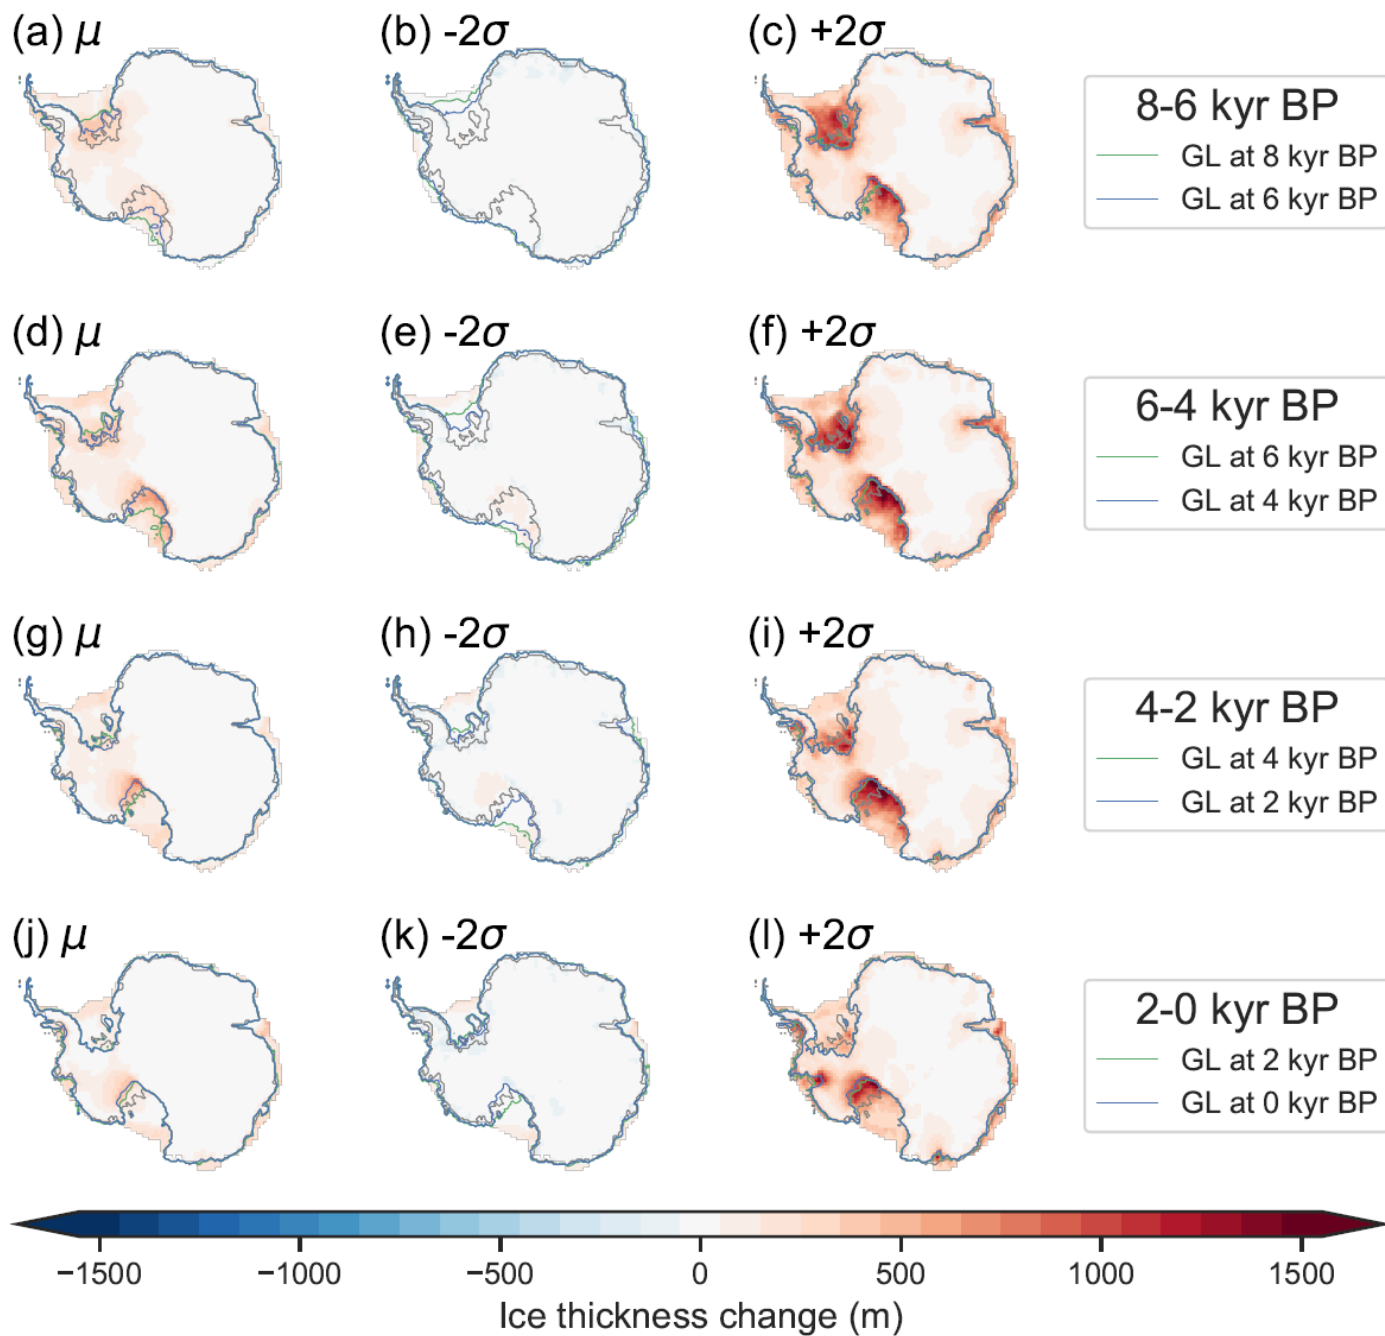 (a) μ
(b) -2σ
(c) +2σ
8-6 kyr BP
GL at 8 kyr BP
GL at 6 kyr BP
(d) μ
(e) -2σ
(f) +2σ
6-4 kyr BP
GL at 6 kyr BP
GL at 4 kyr BP
(g) μ
(h) -2σ
(i) +2σ
4-2 kyr BP
GL at 4 kyr BP
GL at 2 kyr BP
(j) μ
(k) -2σ
(l) +2σ
2-0 kyr BP
GL at 2 kyr BP
GL at 0 kyr BP
−1500 −1000 −500 0 500 1000 1500
Ice thickness change (m)